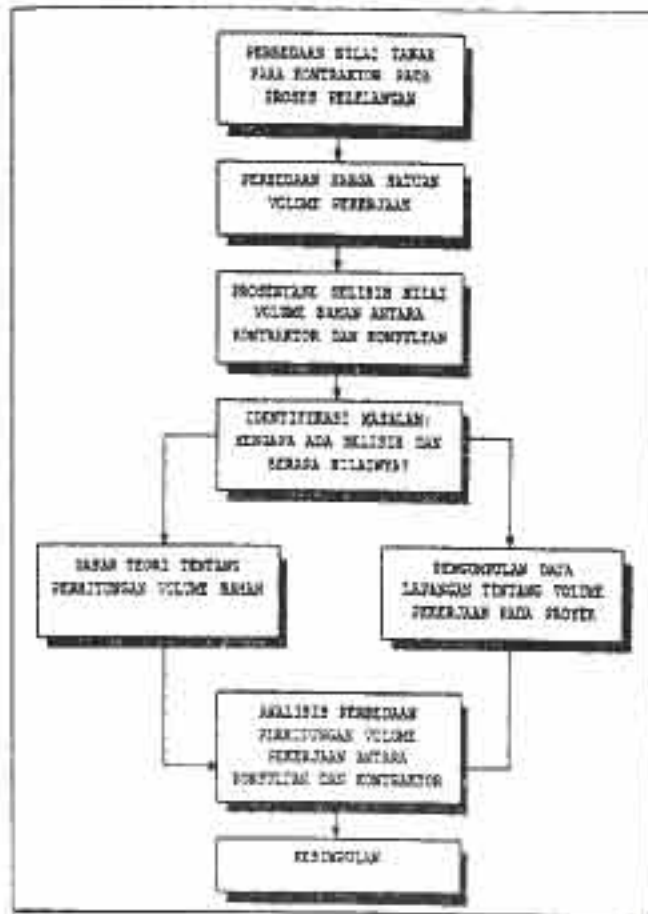 PERBEDAAN NILAI TAWAR
PARA KONTRAKTOR PADA
PROSES PELELANGAN
PERBEDAAN HARGA SATUAN
VOLUME PEKERJAAN
PROSENTASE SELISIH NILAI
VOLUME BAHAN ANTARA
KONTRAKTOR DAN KONSULTAN
IDENTIFIKASI MASALAH:
MENGAPA ADA SELISIH DAN
BERAPA NILAINYA?
DASAR TEORI TENTANG
PERHITUNGAN VOLUME BAHAN
PENGUMPULAN DATA
LAPANGAN TENTANG VOLUME
PEKERJAAN PADA PROYEK
ANALISIS PERBEDAAN
PERHITUNGAN VOLUME
PEKERJAAN ANTARA
KONSULTAN DAN KONTRAKTOR
KESIMPULAN